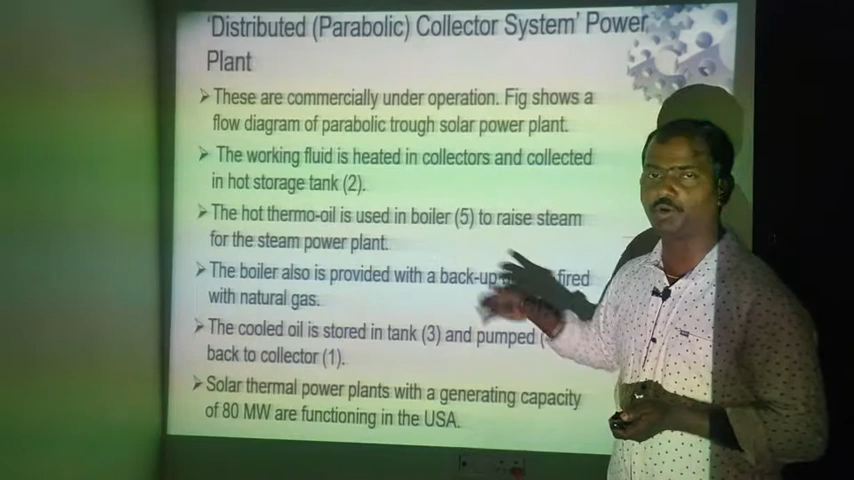 'Distributed (Parabolic) Collector System' Power
Plant
These are commercially under operation. Fig shows a
flow diagram of parabolic trough solar power plant.
The working fluid is heated in collectors and collected
in hot storage tank (2).
The hot thermo-oil is used in boiler (5) to raise steam
for the steam power plant.
The boiler also is provided with a back-up fired
with natural gas.
The cooled oil is stored in tank (3) and pumped
back to collector (1).
Solar thermal power plants with a generating capacity
of 80 MW are functioning in the USA.